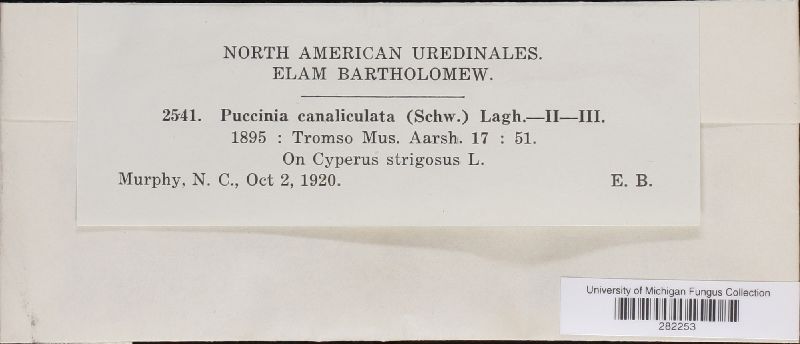 NORTH AMERICAN UREDINALES.
ELAM BARTHOLOMEW.
2541. Puccinia canaliculata (Schw.) Lagh.—II—III.
1895 : Tromso Mus. Aarsh. 17 : 51.
On Cyperus strigosus L.
Murphy, N. C., Oct 2, 1920. E. B.
University of Michigan Fungus Collection
282253